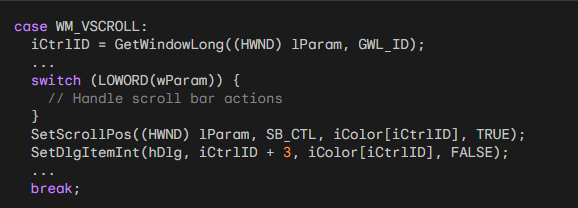 case WM_VSCROLL:
iCtrlID = GetWindowLong((HWND) lParam, GWL_ID);
...
switch (LOWORD(wParam)) {
// Handle scroll bar actions
}
SetScrollPos((HWND) lParam, SB_CTL, iColor[iCtrlID], TRUE);
SetDlgItemInt(hDlg, iCtrlID + 3, iColor[iCtrlID], FALSE);
...
break;